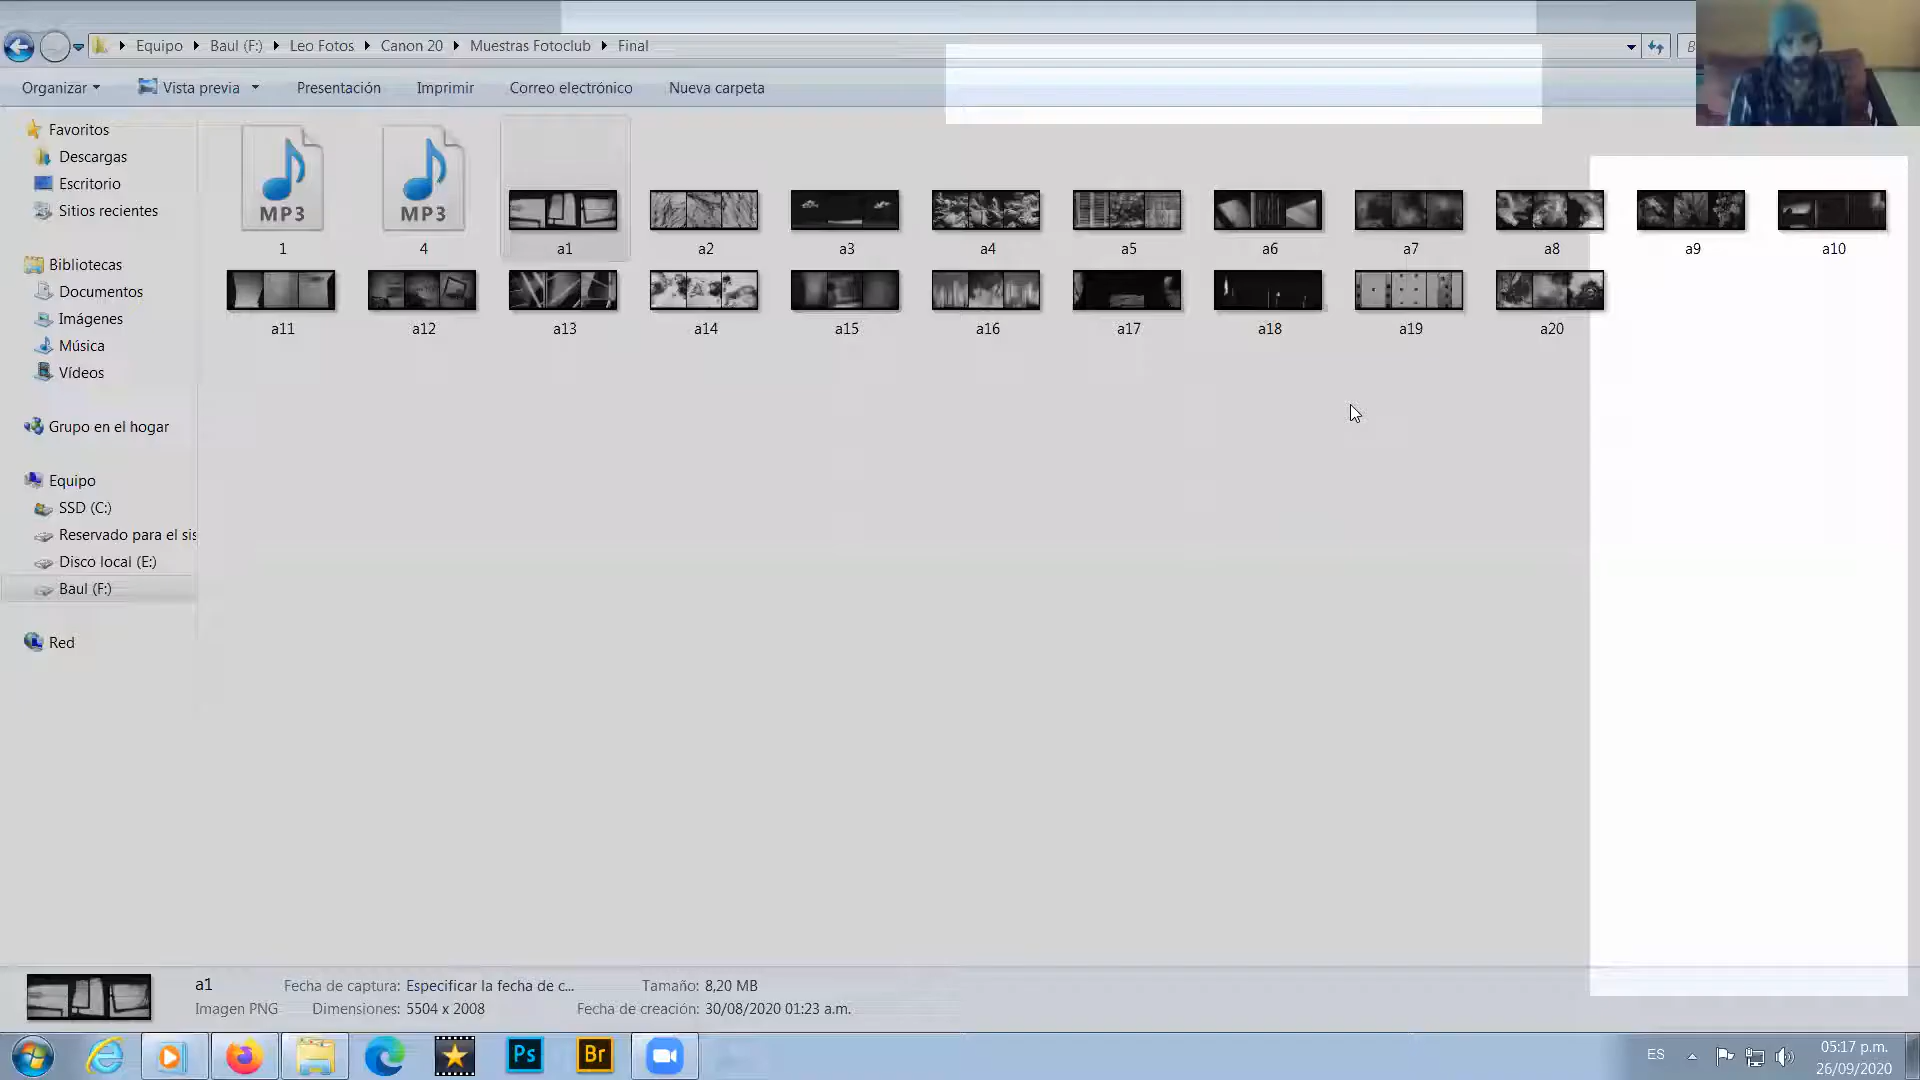 Equipo Baul (F:) Leo Fotos Canon 20 Muestras Fotoclub Final B
Organizar Vista previa Presentación Imprimir Correo electrónico Nueva carpeta
Favoritos
Descargas
Escritorio
Sitios recientes
Bibliotecas
Documentos
Imágenes
Música
Vídeos
Grupo en el hogar
Equipo
SSD (C:)
Reservado para el sis
Disco local (E:)
Baul (F:)
Red
MP3 MP3
1 4 a1 a2 a3 a4 a5 a6 a7 a8 a9 a10
a11 a12 a13 a14 a15 a16 a17 a18 a19 a20
a1 Fecha de captura: Especificar la fecha de c... Tamaño: 8,20 MB
Imagen PNG Dimensiones: 5504 x 2008 Fecha de creación: 30/08/2020 01:23 a.m.
Ps Br ES 05:17 p.m.
26/09/2020